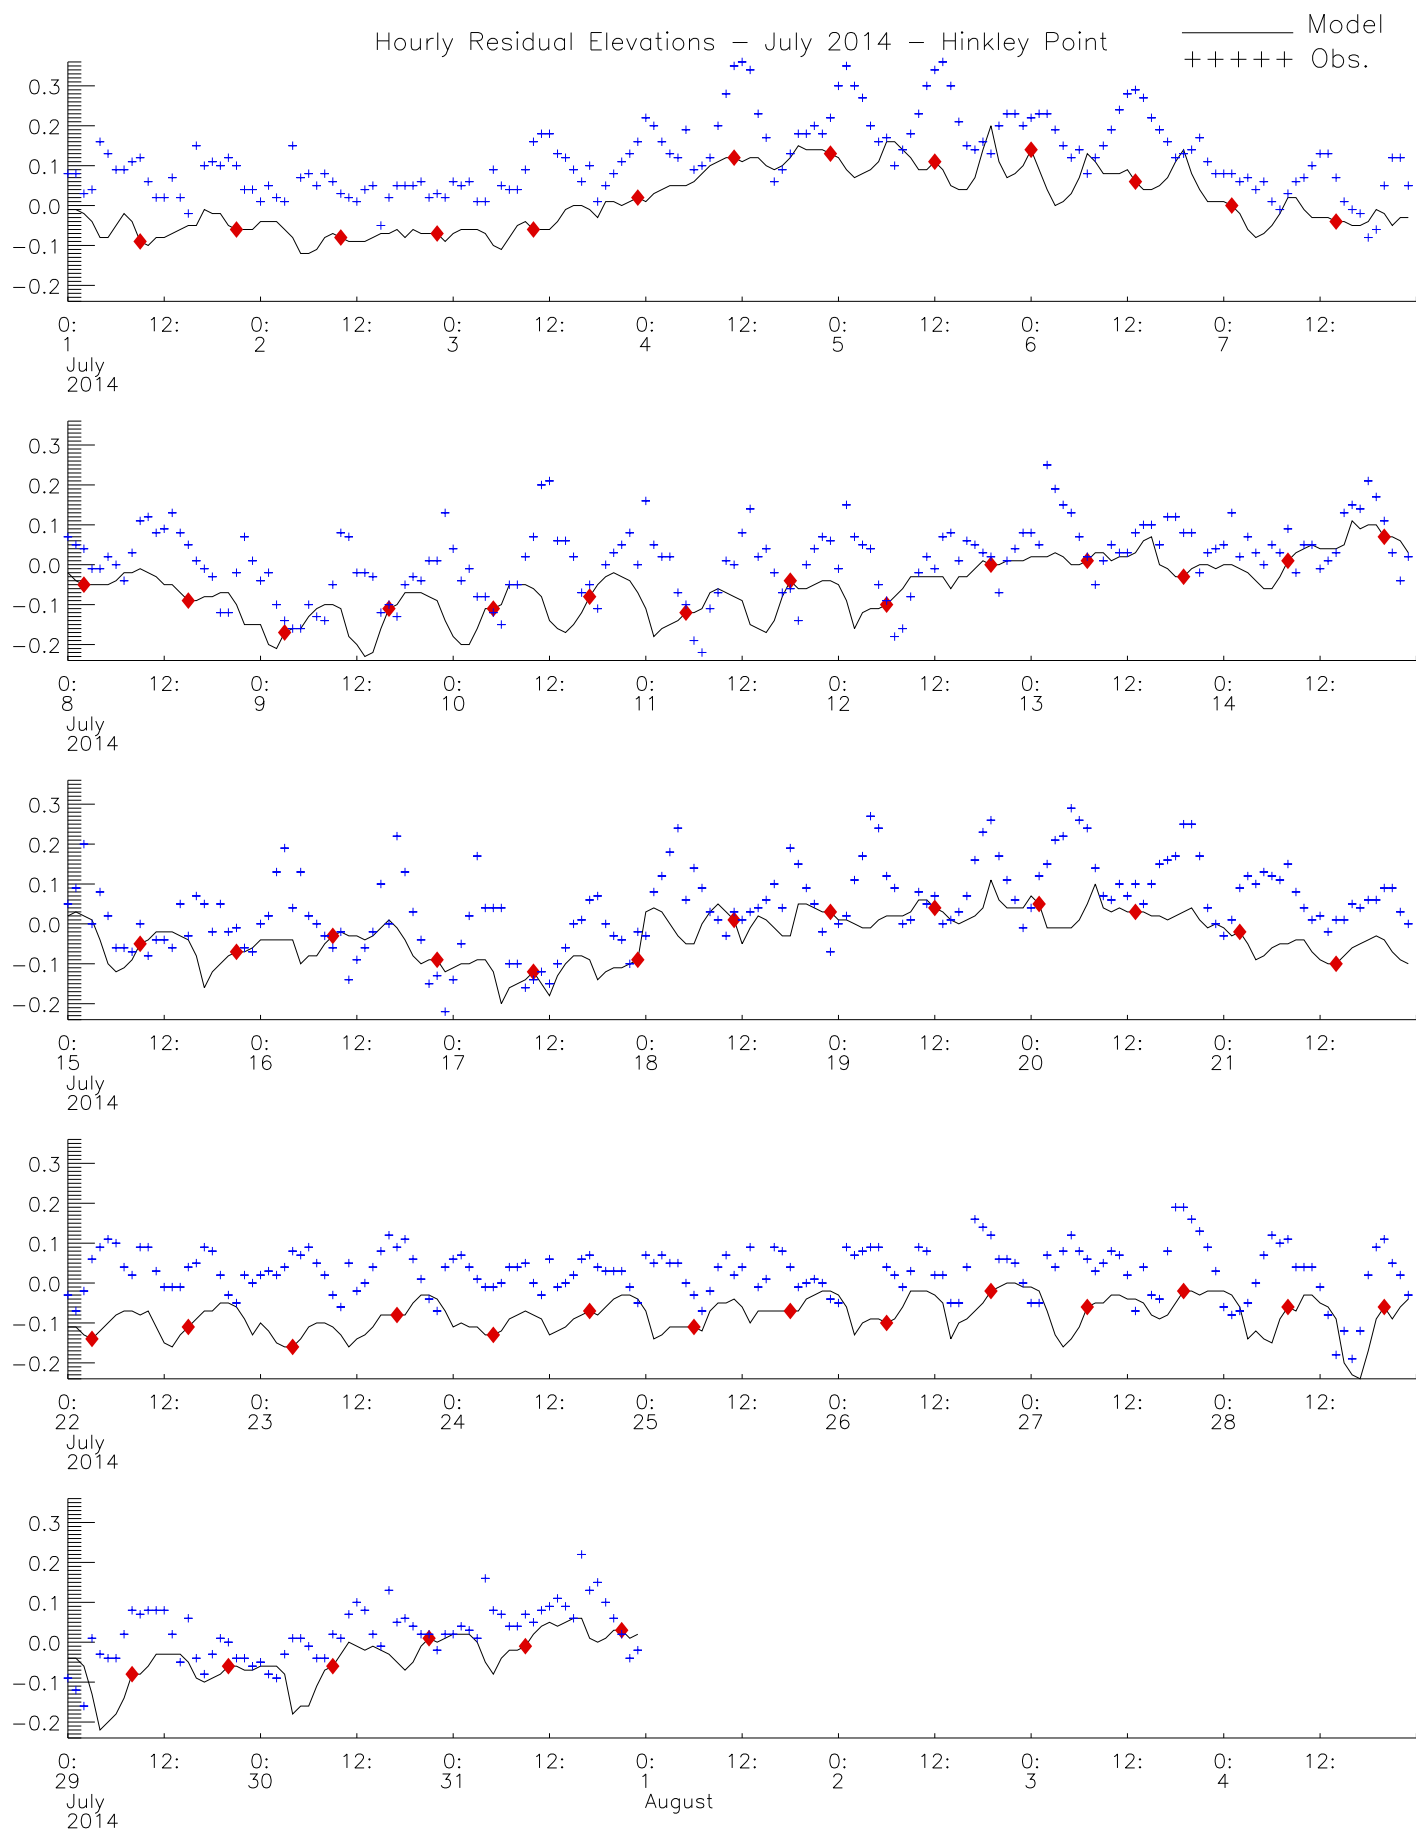 Hourly Residual Elevations - July 2014 - Hinkley Point
Model
+++++ Obs.
0.3
0.2
0.1
0.0
-0.1
-0.2
0: 12: 0: 12: 0: 12: 0: 12: 0: 12: 0: 12: 0: 12:
1 2 3 4 5 6 7
July
2014
0.3
0.2
0.1
0.0
-0.1
-0.2
0: 12: 0: 12: 0: 12: 0: 12: 0: 12: 0: 12: 0: 12:
8 9 10 11 12 13 14
July
2014
0.3
0.2
0.1
0.0
-0.1
-0.2
0: 12: 0: 12: 0: 12: 0: 12: 0: 12: 0: 12: 0: 12:
15 16 17 18 19 20 21
July
2014
0.3
0.2
0.1
0.0
-0.1
-0.2
0: 12: 0: 12: 0: 12: 0: 12: 0: 12: 0: 12: 0: 12:
22 23 24 25 26 27 28
July
2014
0.3
0.2
0.1
0.0
-0.1
-0.2
0: 12: 0: 12: 0: 12: 0: 12: 0: 12: 0: 12: 0: 12:
29 30 31 1 2 3 4
July August
2014